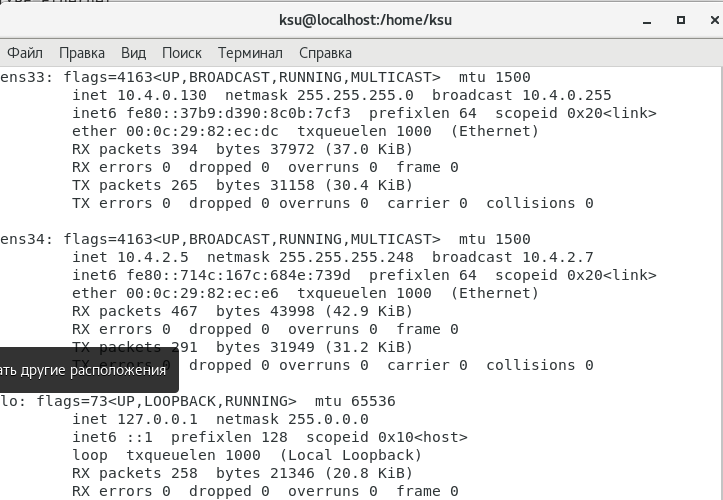 ksu@localhost:/home/ksu
Файл Правка Вид Поиск Терминал Справка
ens33: flags=4163<UP,BROADCAST,RUNNING,MULTICAST>  mtu 1500
        inet 10.4.0.130  netmask 255.255.255.0  broadcast 10.4.0.255
        inet6 fe80::37b9:d390:8c0b:7cf3  prefixlen 64  scopeid 0x20<link>
        ether 00:0c:29:82:ec:dc  txqueuelen 1000  (Ethernet)
        RX packets 394  bytes 37972 (37.0 KiB)
        RX errors 0  dropped 0  overruns 0  frame 0
        TX packets 265  bytes 31158 (30.4 KiB)
        TX errors 0  dropped 0 overruns 0  carrier 0  collisions 0

ens34: flags=4163<UP,BROADCAST,RUNNING,MULTICAST>  mtu 1500
        inet 10.4.2.5  netmask 255.255.255.248  broadcast 10.4.2.7
        inet6 fe80::714c:167c:684e:739d  prefixlen 64  scopeid 0x20<link>
        ether 00:0c:29:82:ec:e6  txqueuelen 1000  (Ethernet)
        RX packets 467  bytes 43998 (42.9 KiB)
        RX errors 0  dropped 0  overruns 0  frame 0
        TX packets 291  bytes 31949 (31.2 KiB)
        TX errors 0  dropped 0 overruns 0  carrier 0  collisions 0
другие расположения
lo: flags=73<UP,LOOPBACK,RUNNING>  mtu 65536
        inet 127.0.0.1  netmask 255.0.0.0
        inet6 ::1  prefixlen 128  scopeid 0x10<host>
        loop  txqueuelen 1000  (Local Loopback)
        RX packets 258  bytes 21346 (20.8 KiB)
        RX errors 0  dropped 0  overruns 0  frame 0